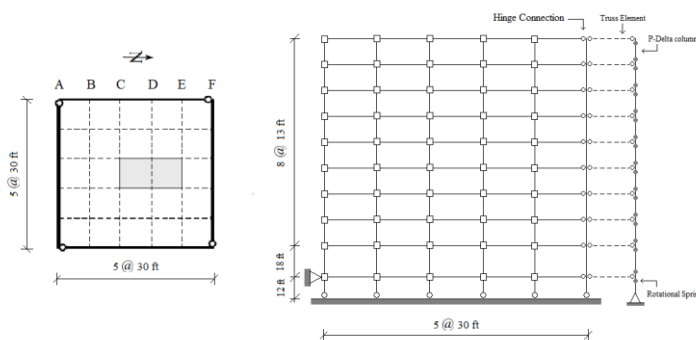 N
A B C D E F
5 @ 30 ft
5 @ 30 ft
Hinge Connection
Truss Element
P-Delta column
8 @ 13 ft
18 ft
12 ft
Rotational Spri
5 @ 30 ft